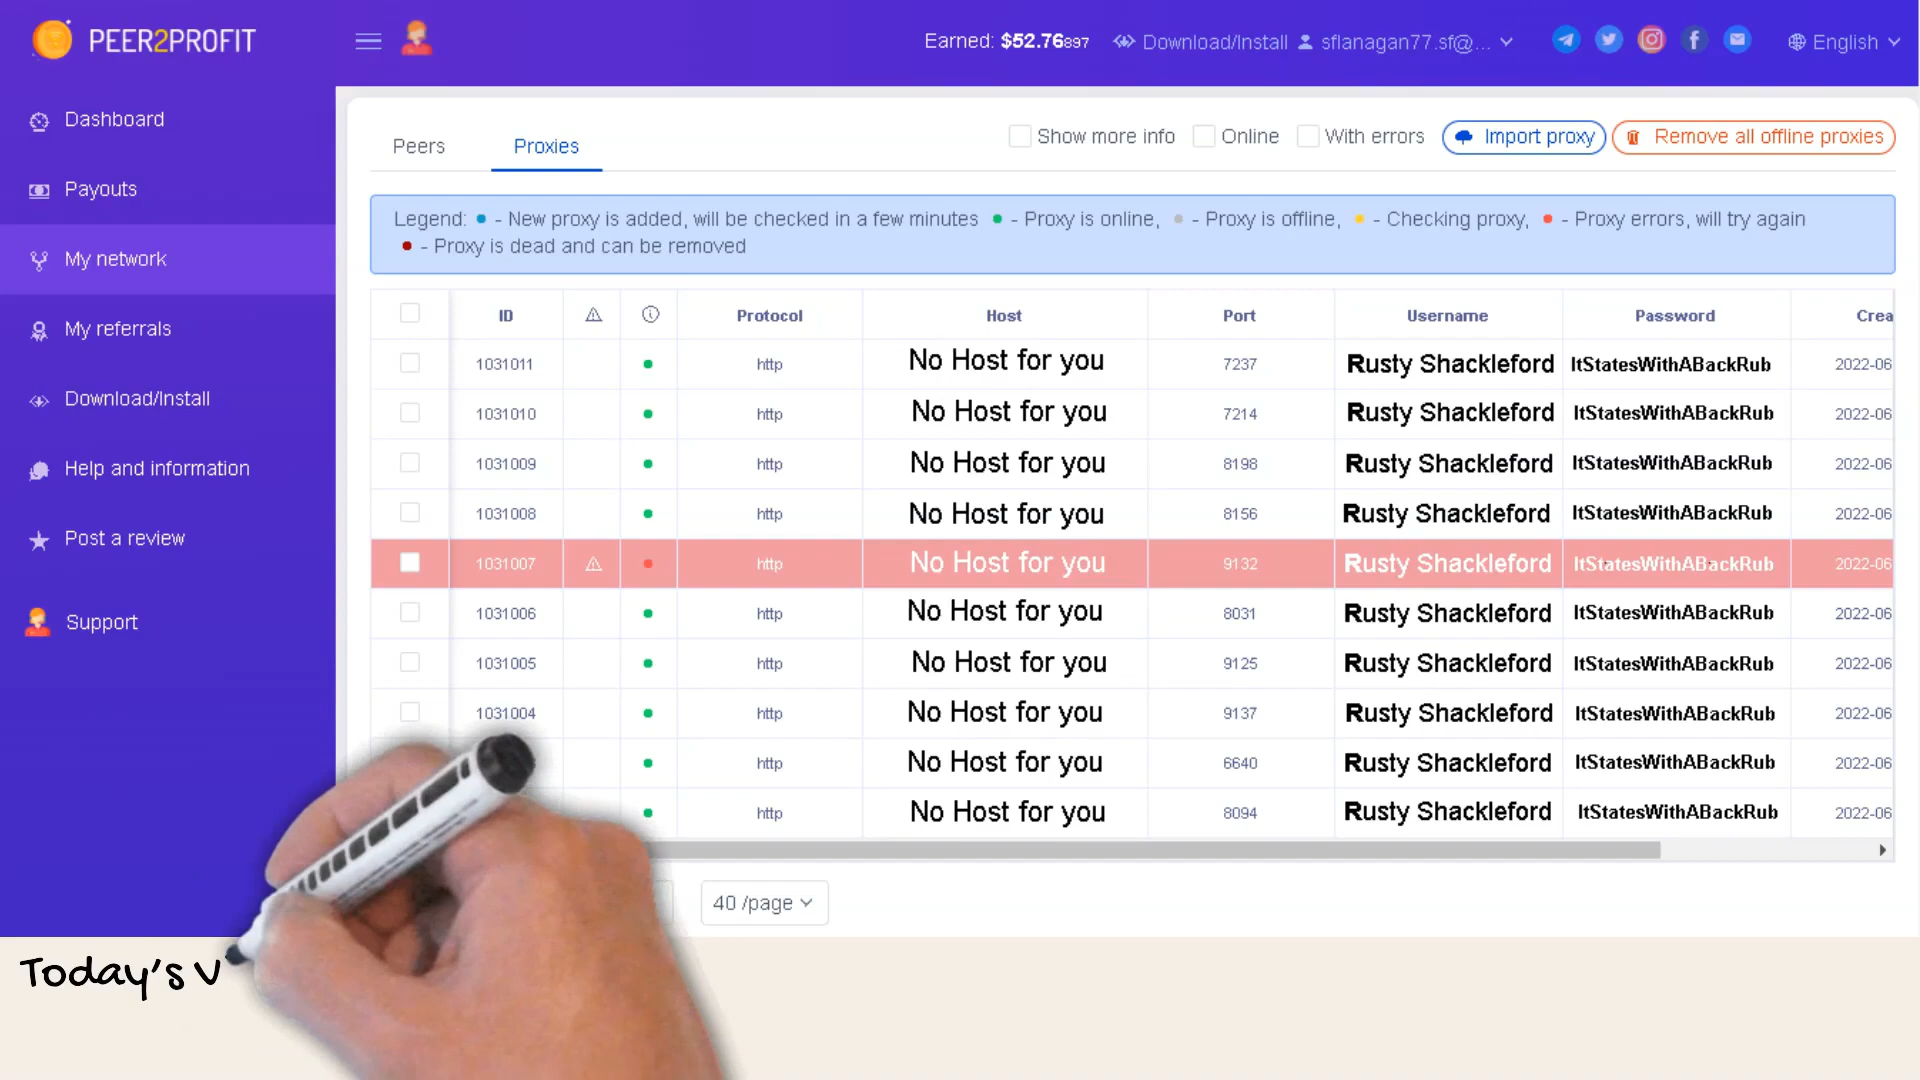 PEER2PROFIT
Earned: $52.76897 Download/Install sflanagan77.sf@... English
Dashboard
Payouts
My network
My referrals
Download/Install
Help and information
Post a review
Support
Peers Proxies Show more info Online With errors Import proxy Remove all offline proxies
Legend: - New proxy is added, will be checked in a few minutes - Proxy is online, - Proxy is offline, - Checking proxy, - Proxy errors, will try again
- Proxy is dead and can be removed
ID Protocol Host Port Username Password Crea
1031011 http No Host for you 7237 Rusty Shackleford ItStatesWithABackRub 2022-06
1031010 http No Host for you 7214 Rusty Shackleford ItStatesWithABackRub 2022-06
1031009 http No Host for you 8198 Rusty Shackleford ItStatesWithABackRub 2022-06
1031008 http No Host for you 8156 Rusty Shackleford ItStatesWithABackRub 2022-06
1031007 http No Host for you 9132 Rusty Shackleford ItStatesWithABackRub 2022-06
1031006 http No Host for you 8031 Rusty Shackleford ItStatesWithABackRub 2022-06
1031005 http No Host for you 9125 Rusty Shackleford ItStatesWithABackRub 2022-06
1031004 http No Host for you 9137 Rusty Shackleford ItStatesWithABackRub 2022-06
http No Host for you 6640 Rusty Shackleford ItStatesWithABackRub 2022-06
http No Host for you 8094 Rusty Shackleford ItStatesWithABackRub 2022-06
40 /page
Today's V